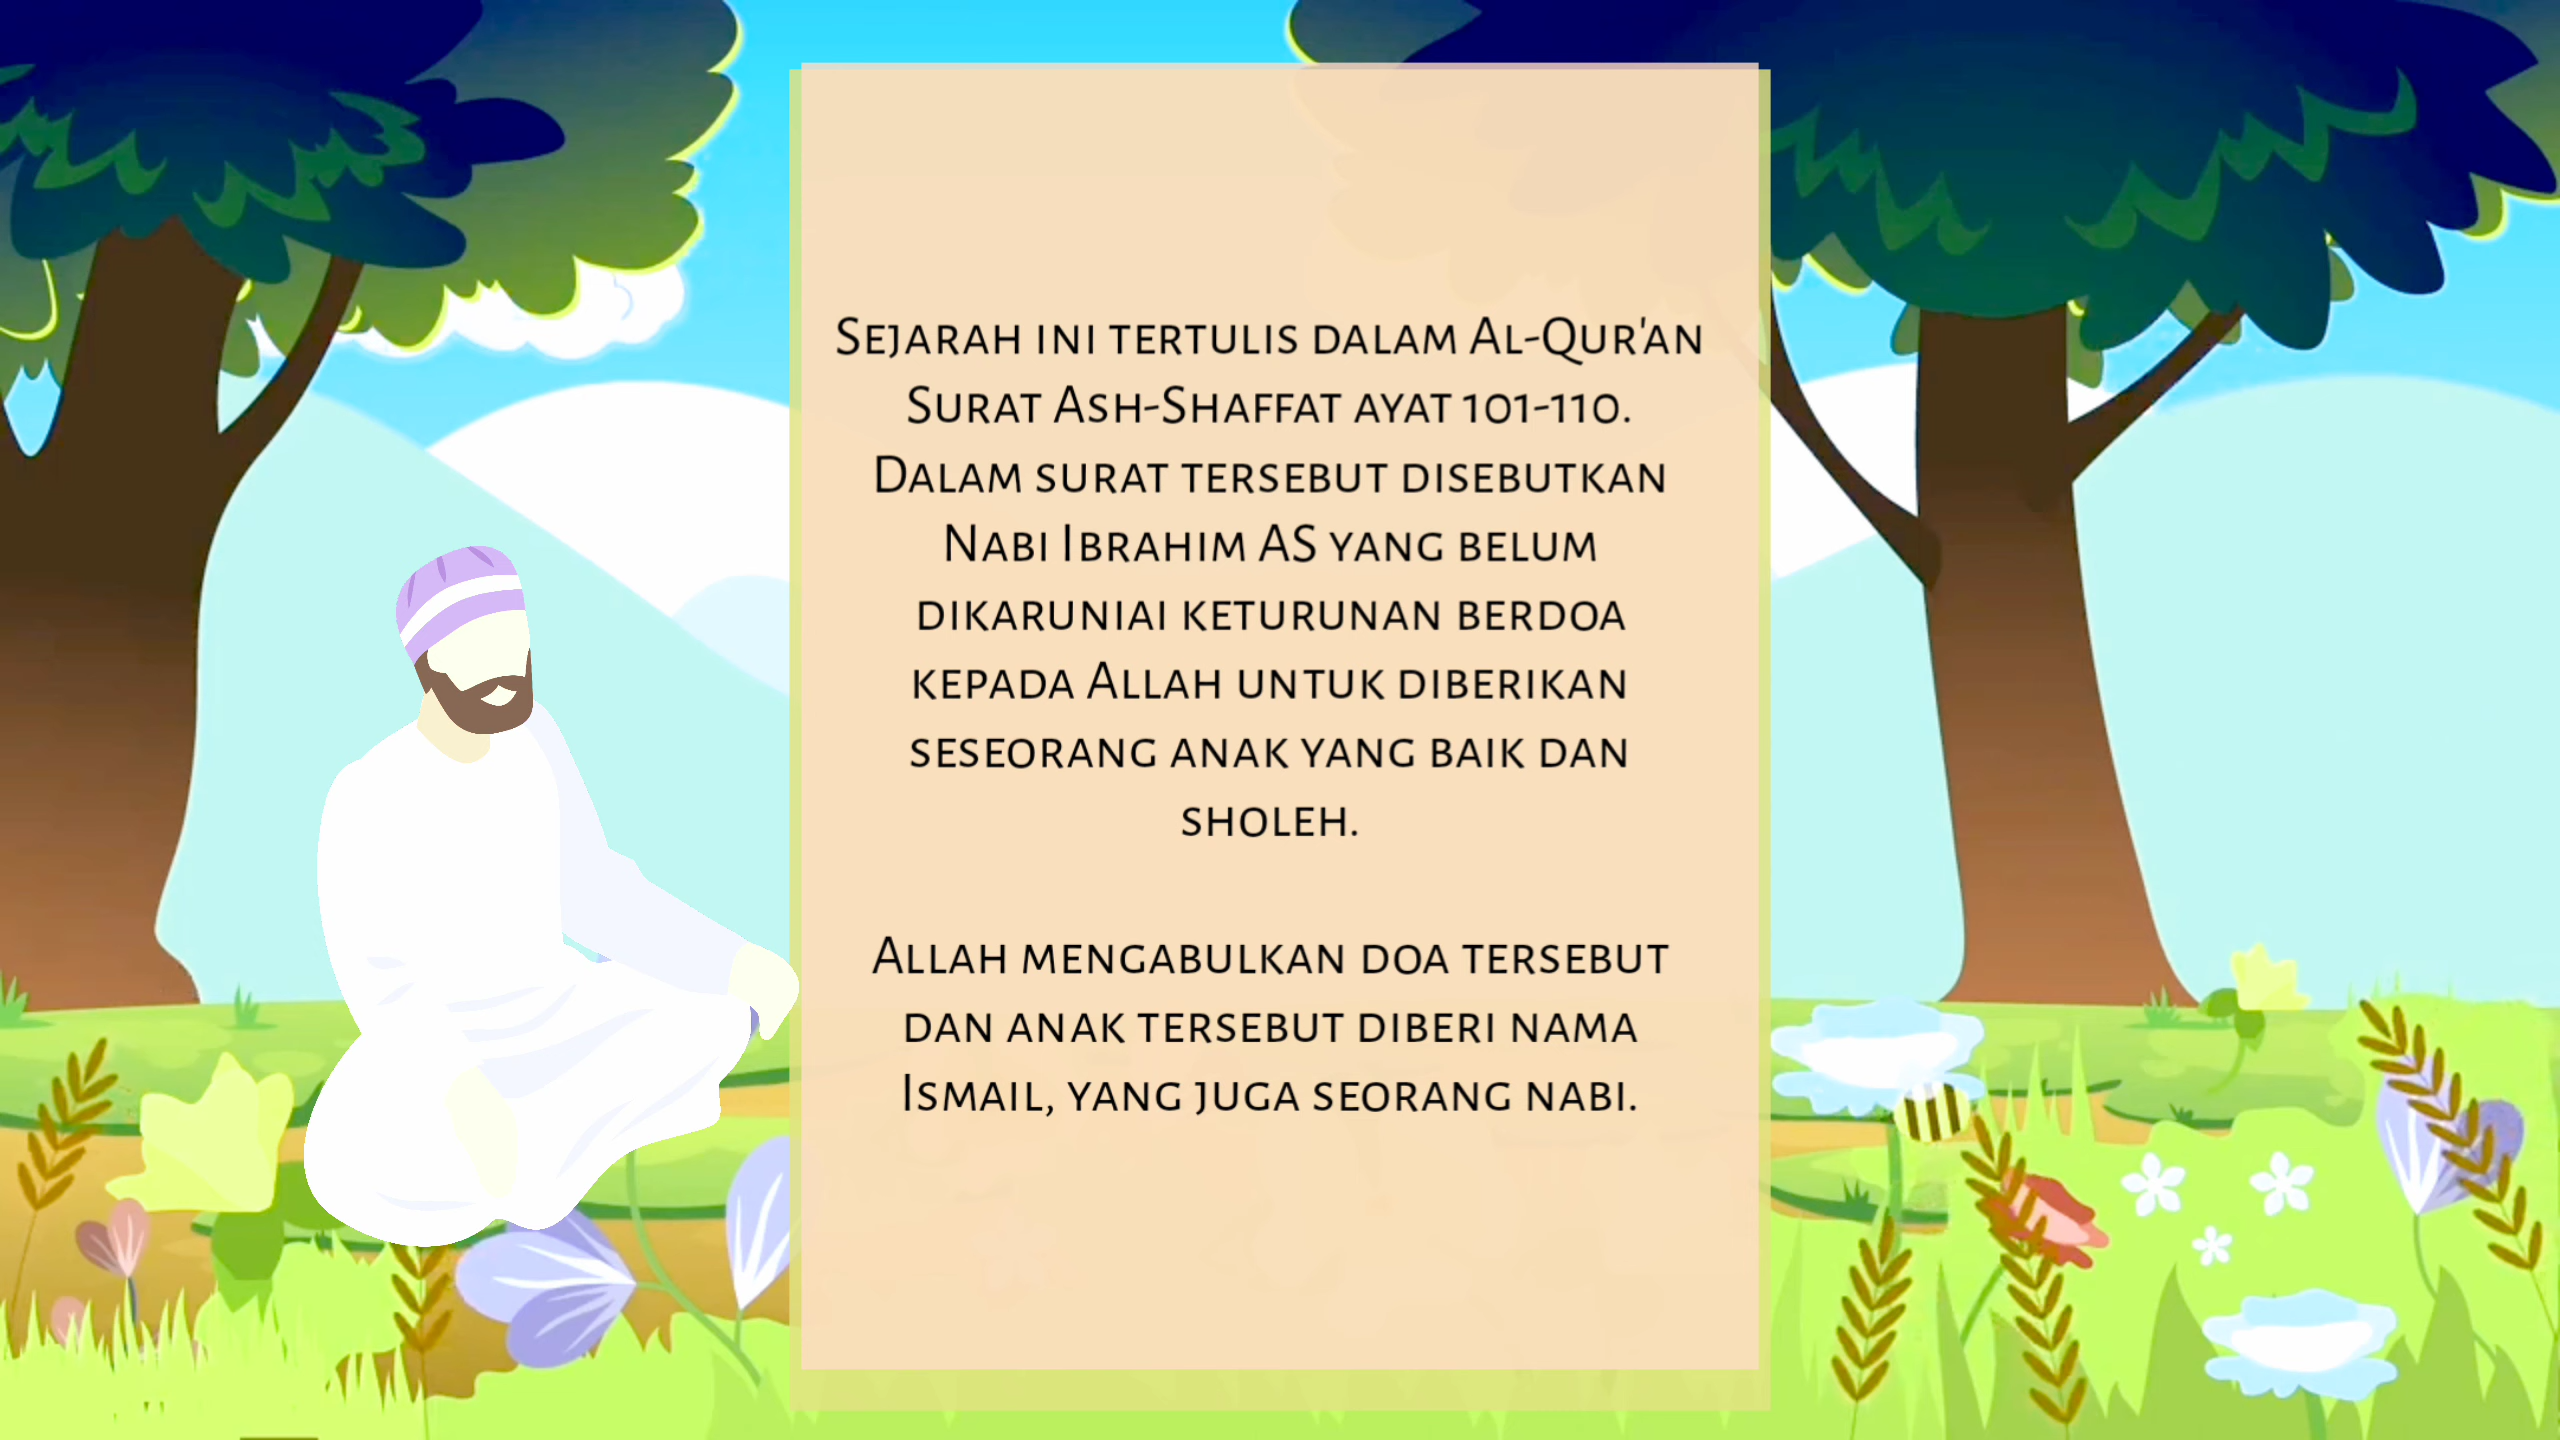 Sejarah ini tertulis dalam Al-Qur'an
Surat Ash-Shaffat ayat 101-110.
Dalam surat tersebut disebutkan
Nabi Ibrahim AS yang belum
dikaruniai keturunan berdoa
kepada Allah untuk diberikan
seseorang anak yang baik dan
sholeh.
Allah mengabulkan doa tersebut
dan anak tersebut diberi nama
Ismail, yang juga seorang nabi.